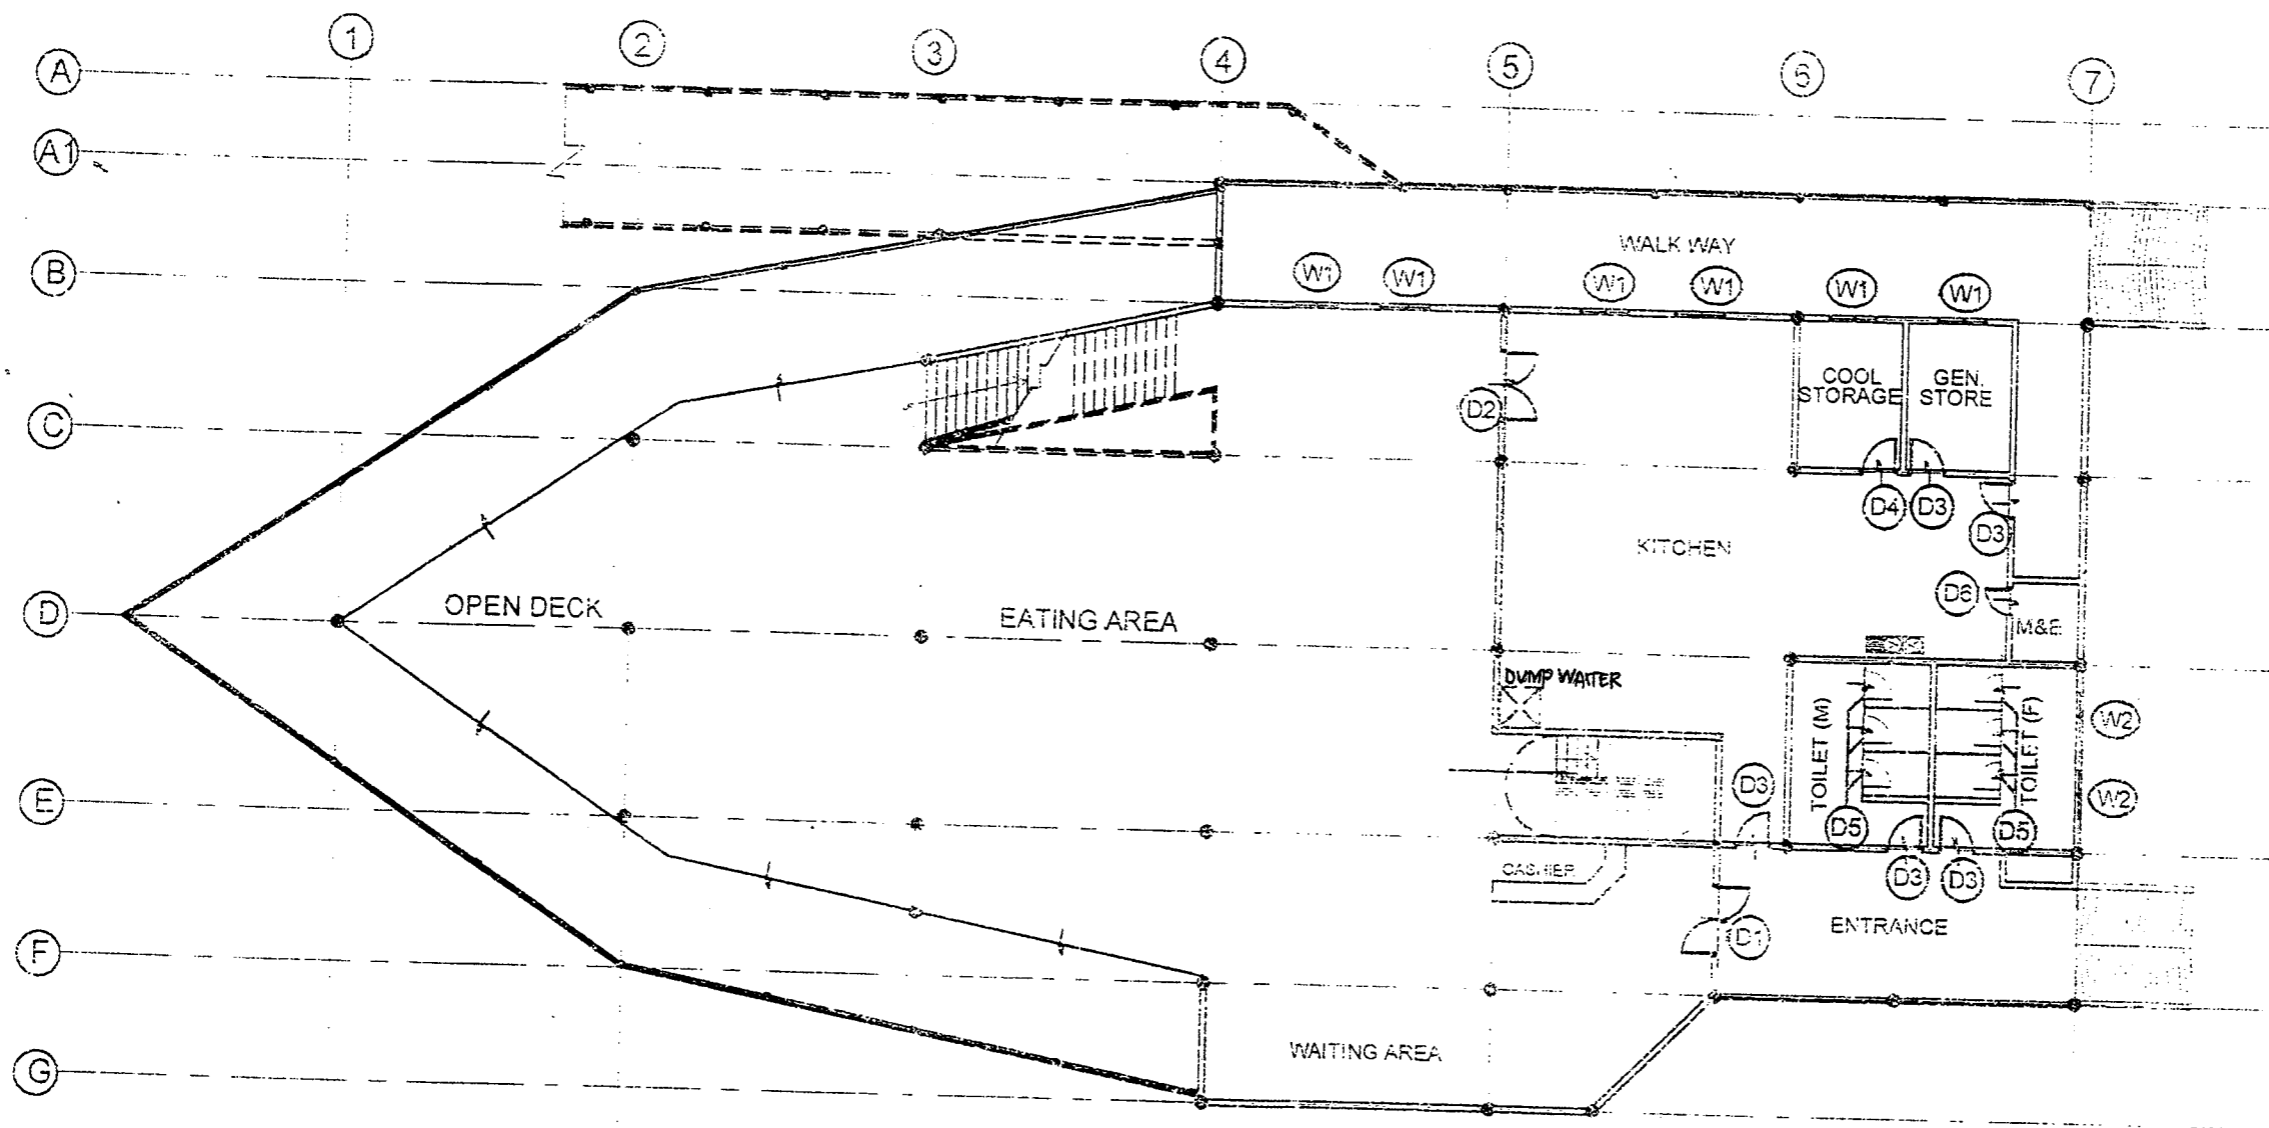 1
2
3
4
5
6
7
A
A1
B
C
D
E
F
G
WALK WAY
W1
W1
W1
W1
W1
W1
COOL
STORAGE
GEN.
STORE
D2
D4
D3
D3
KITCHEN
D6
M&E
OPEN DECK
EATING AREA
DUMP WAITER
TOILET (M)
TOILET (F)
W2
W2
D3
D5
D5
CASHIER
D3
D3
D1
ENTRANCE
WAITING AREA